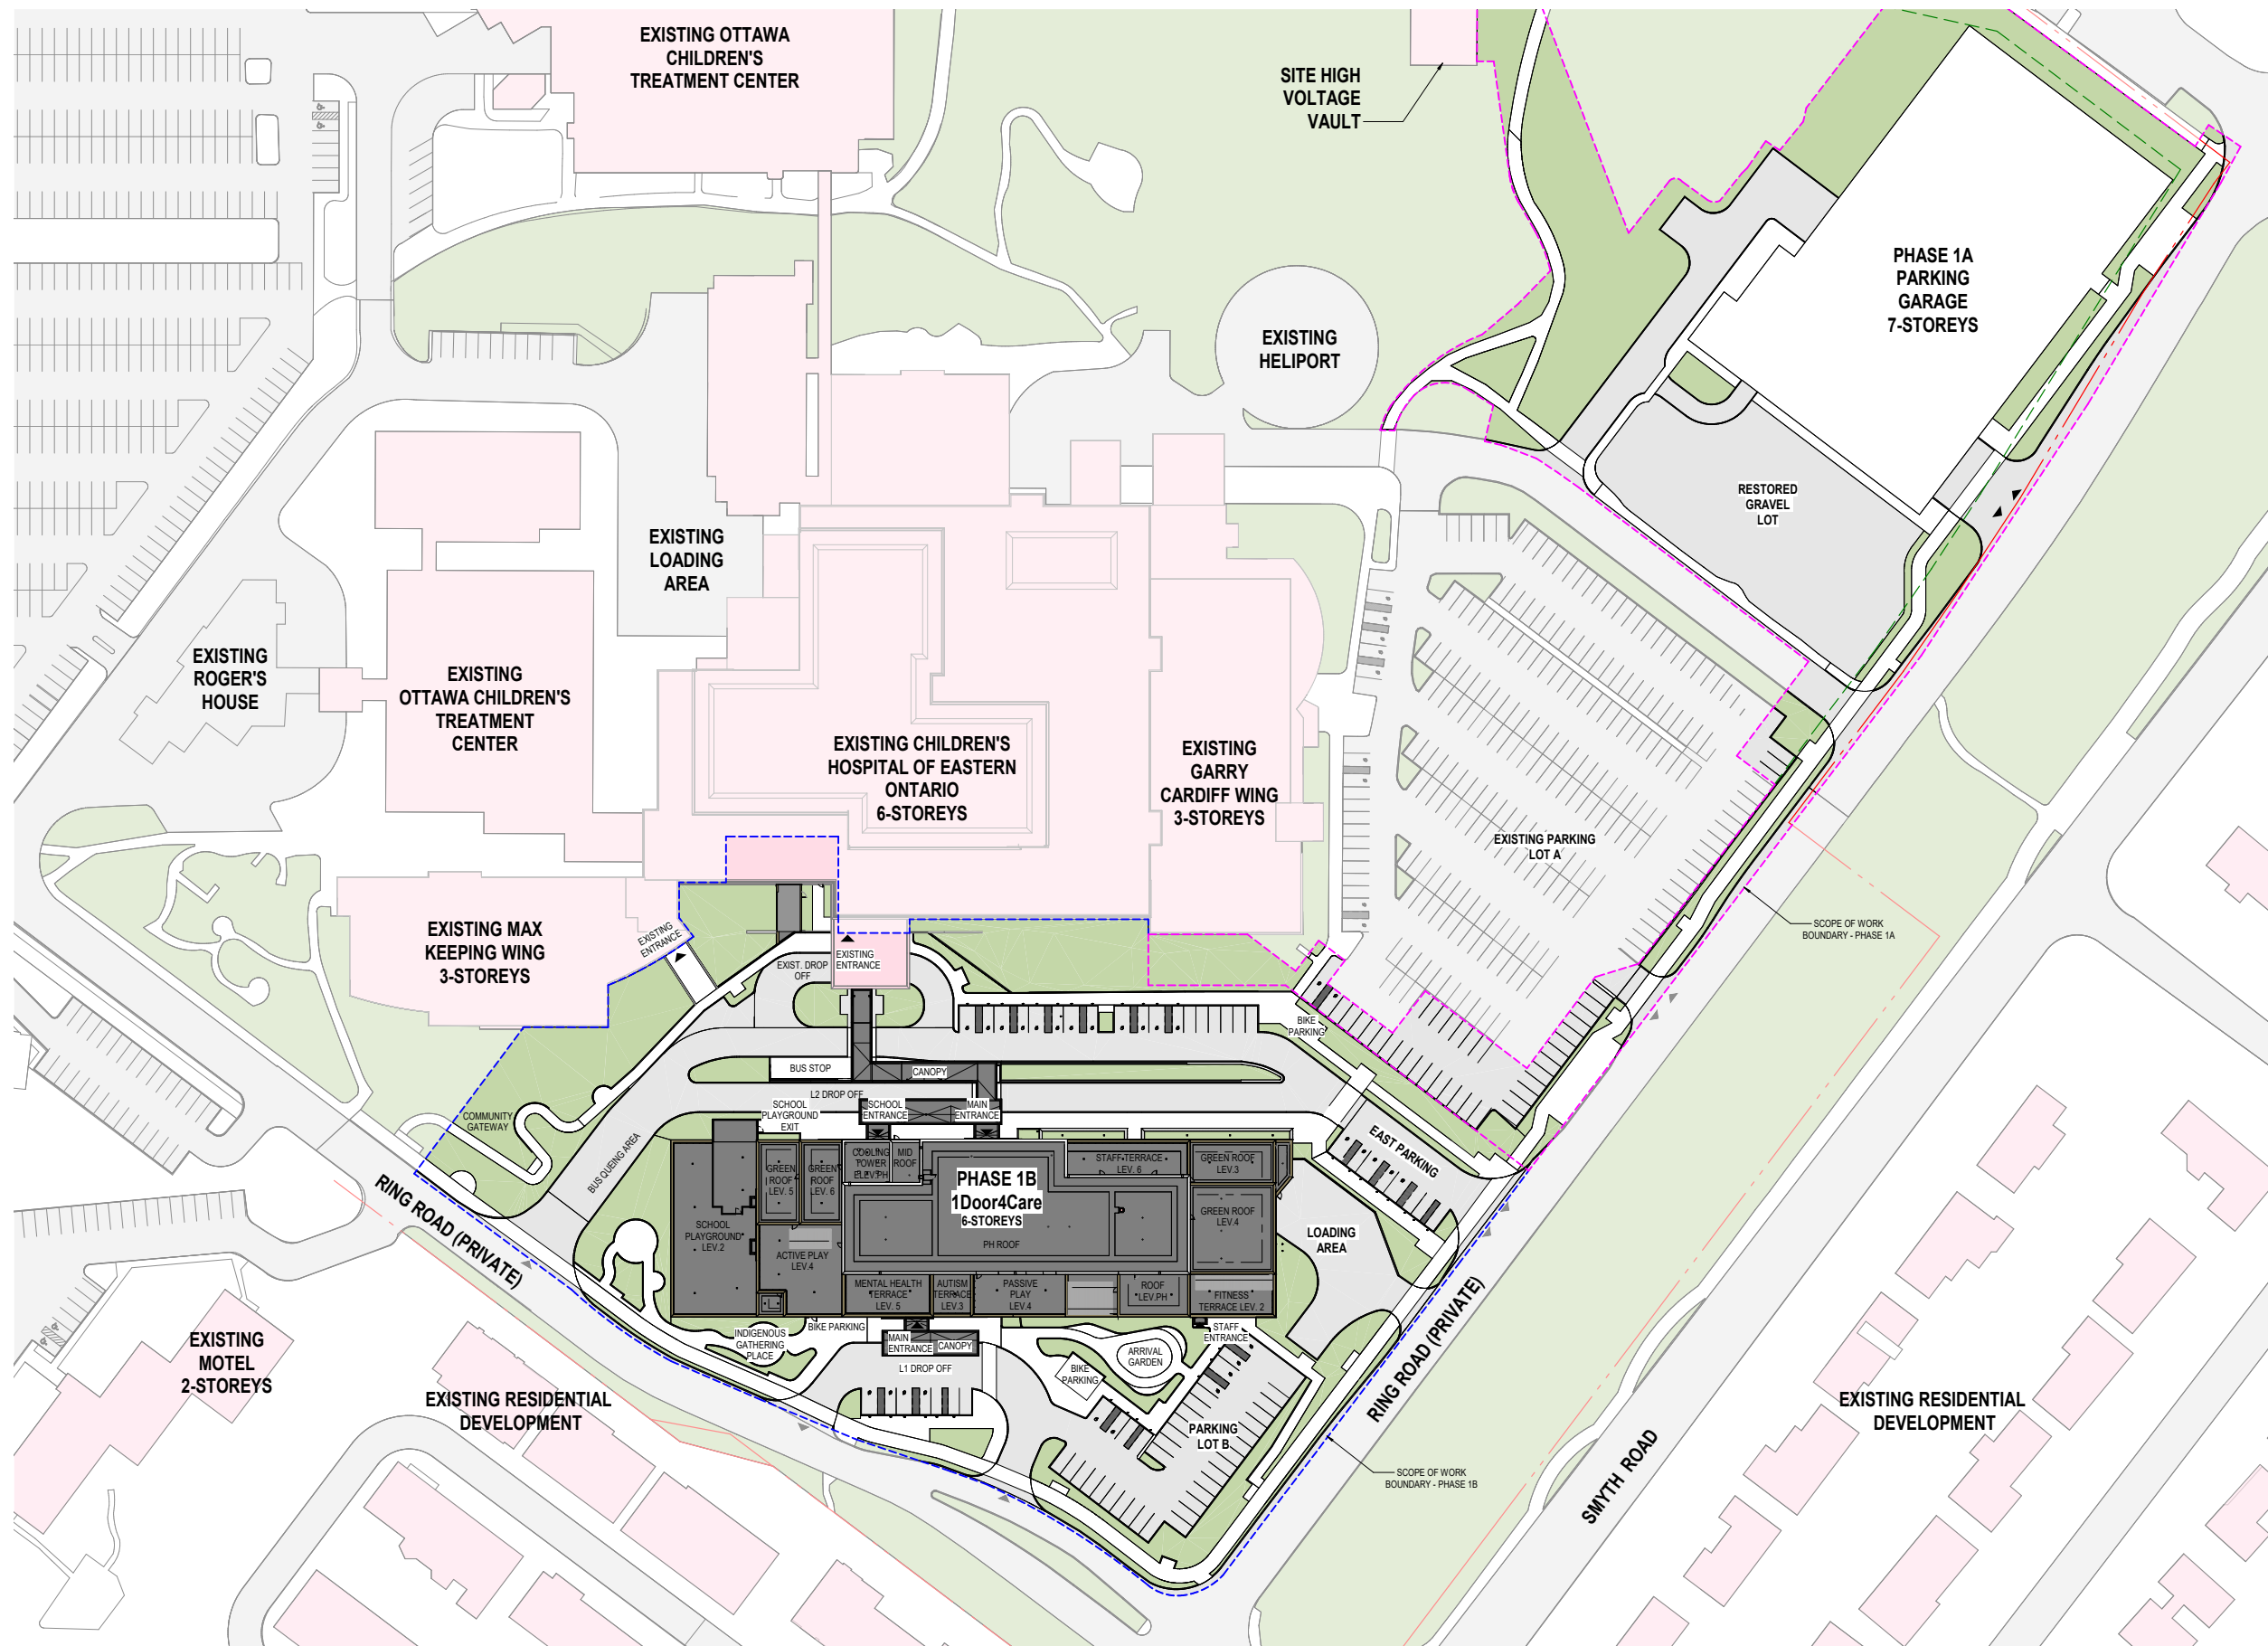 EXISTING OTTAWA
CHILDREN'S
TREATMENT CENTER
SITE HIGH
VOLTAGE
VAULT
PHASE 1A
PARKING
GARAGE
7-STOREYS
EXISTING
HELIPORT
RESTORED
GRAVEL
LOT
EXISTING
LOADING
AREA
EXISTING
ROGER'S
HOUSE
EXISTING
OTTAWA CHILDREN'S
TREATMENT
CENTER
EXISTING CHILDREN'S
HOSPITAL OF EASTERN
ONTARIO
6-STOREYS
EXISTING
GARRY
CARDIFF WING
3-STOREYS
EXISTING PARKING
LOT A
EXISTING MAX
KEEPING WING
3-STOREYS
EXISTING
ENTRANCE
EXISTING
ENTRANCE
EXIST. DROP
OFF
SCOPE OF WORK
BOUNDARY - PHASE 1A
BIKE
PARKING
BUS STOP
CANOPY
L2 DROP OFF
SCHOOL
PLAYGROUND
EXIT
SCHOOL
ENTRANCE
MAIN
ENTRANCE
COMMUNITY
GATEWAY
BUS QUEING AREA
EAST PARKING
GREEN
ROOF
LEV. 5
GREEN
ROOF
LEV. 6
COOLING
TOWER
ELEV.PH
MID
ROOF
STAFF TERRACE
LEV. 6
GREEN ROOF
LEV.3
PHASE 1B
1Door4Care
6-STOREYS
PH ROOF
GREEN ROOF
LEV.4
SCHOOL
PLAYGROUND
LEV.2
ACTIVE PLAY
LEV.4
LOADING
AREA
MENTAL HEALTH
TERRACE
LEV. 5
AUTISM
TERRACE
LEV.3
PASSIVE
PLAY
LEV.4
ROOF
LEV.PH
FITNESS
TERRACE LEV. 2
RING ROAD (PRIVATE)
INDIGENOUS
GATHERING
PLACE
BIKE PARKING
MAIN
ENTRANCE
CANOPY
L1 DROP OFF
STAFF
ENTRANCE
ARRIVAL
GARDEN
BIKE
PARKING
RING ROAD (PRIVATE)
EXISTING
MOTEL
2-STOREYS
EXISTING RESIDENTIAL
DEVELOPMENT
PARKING
LOT B
EXISTING RESIDENTIAL
DEVELOPMENT
SCOPE OF WORK
BOUNDARY - PHASE 1B
SMYTH ROAD